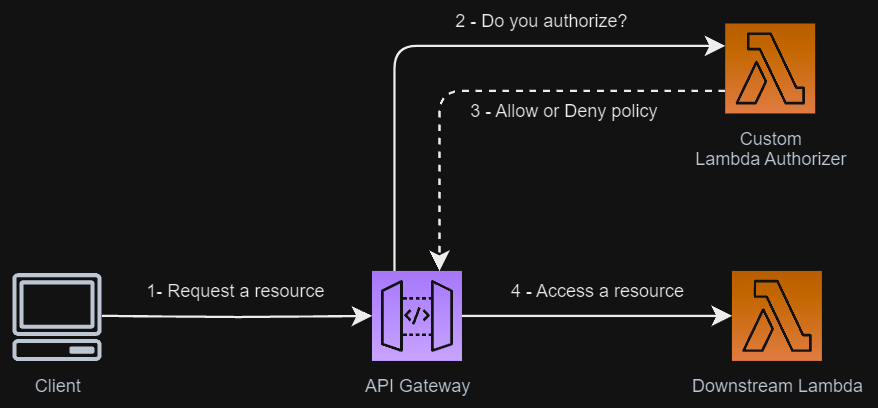 2 - Do you authorize?
3 - Allow or Deny policy
Custom
Lambda Authorizer
1- Request a resource
</>
4 - Access a resource
Client
API Gateway
Downstream Lambda